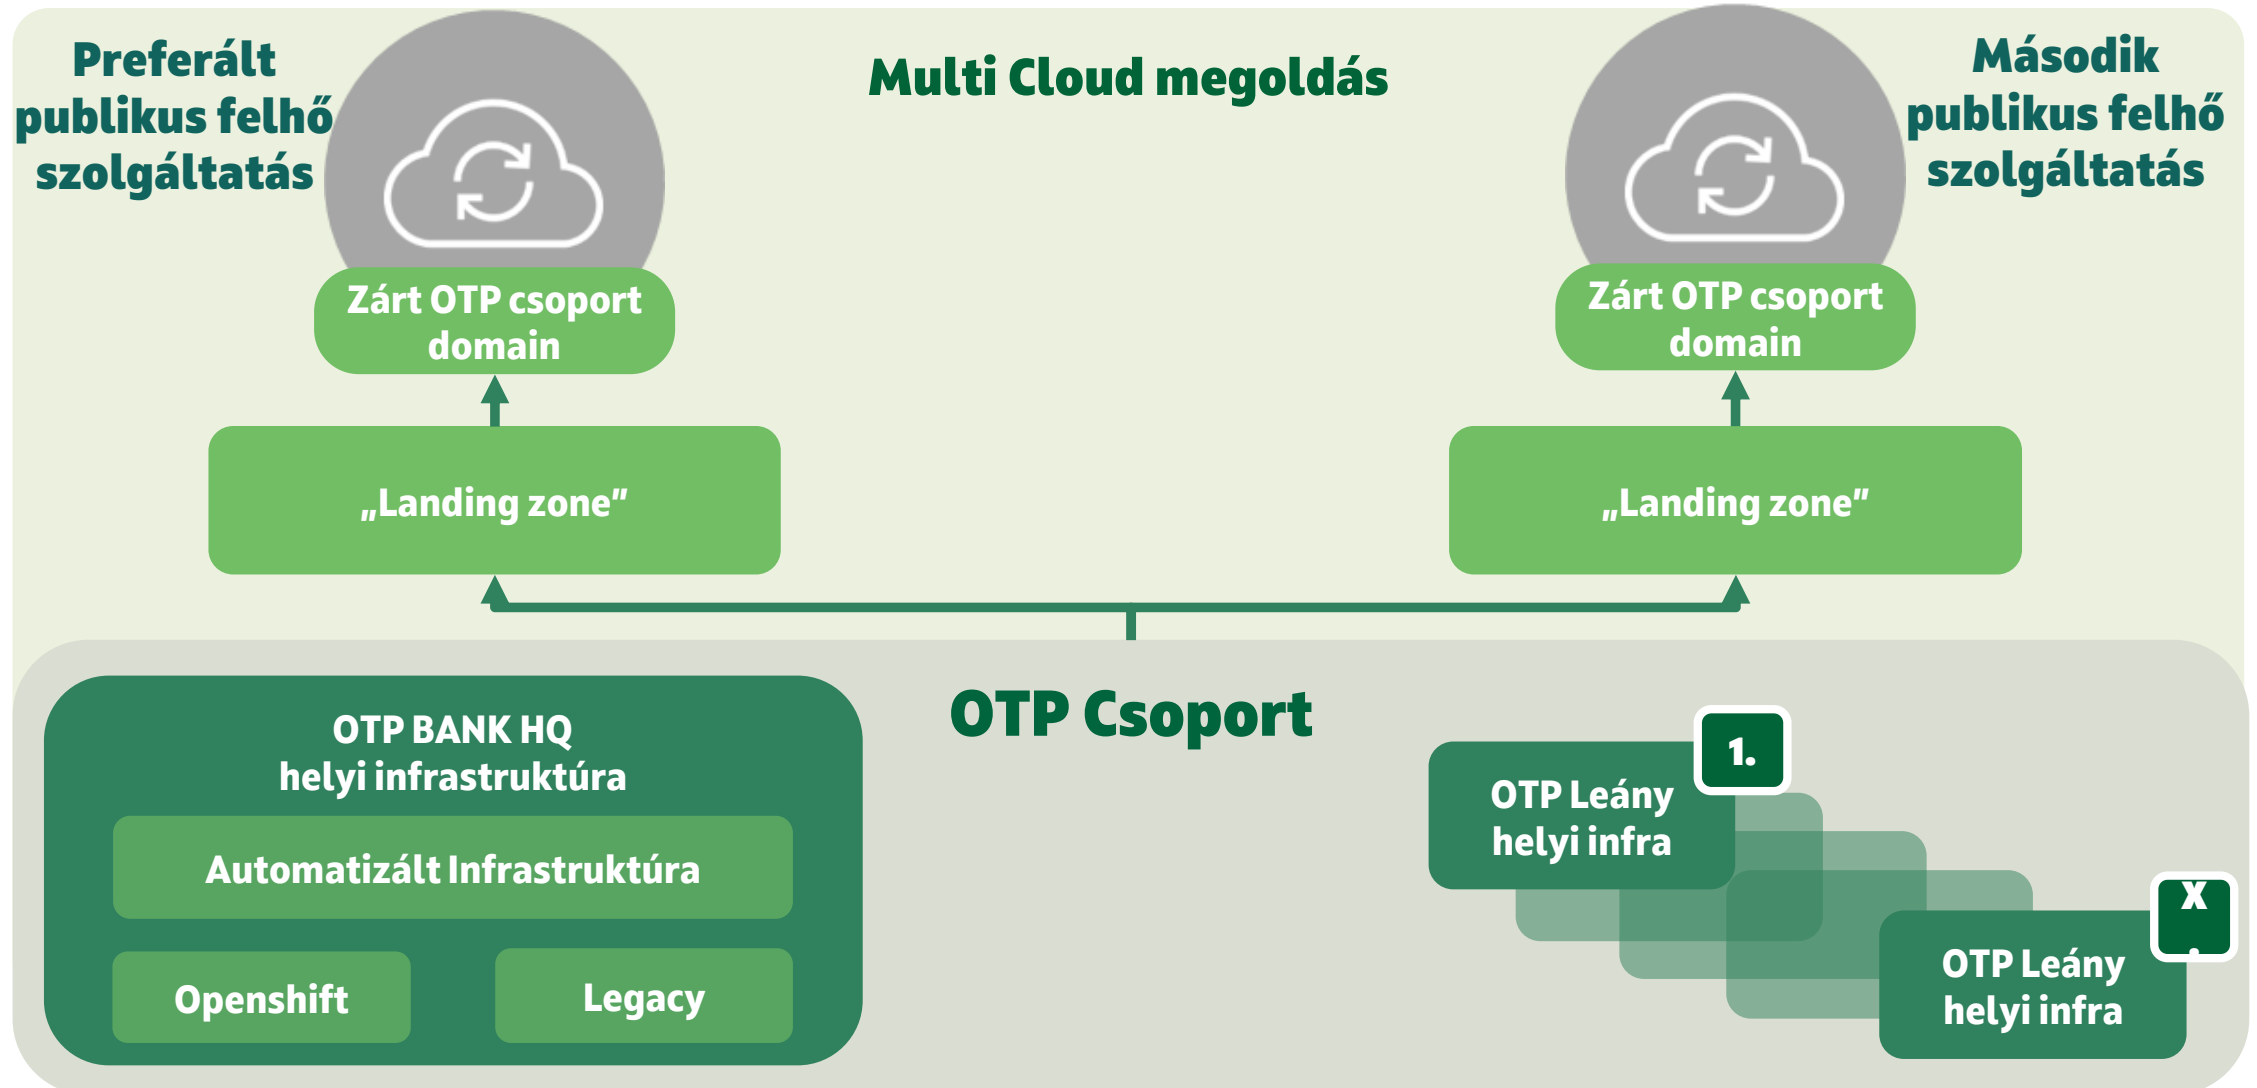 Preferált
publikus felhő
szolgáltatás
Multi Cloud megoldás
Második
publikus felhő
szolgáltatás
Zárt OTP csoport
domain
Zárt OTP csoport
domain
„Landing zone”
„Landing zone”
OTP Csoport
OTP BANK HQ
helyi infrastruktúra
Automatizált Infrastruktúra
Openshift
Legacy
1.
OTP Leány
helyi infra
X
.
OTP Leány
helyi infra